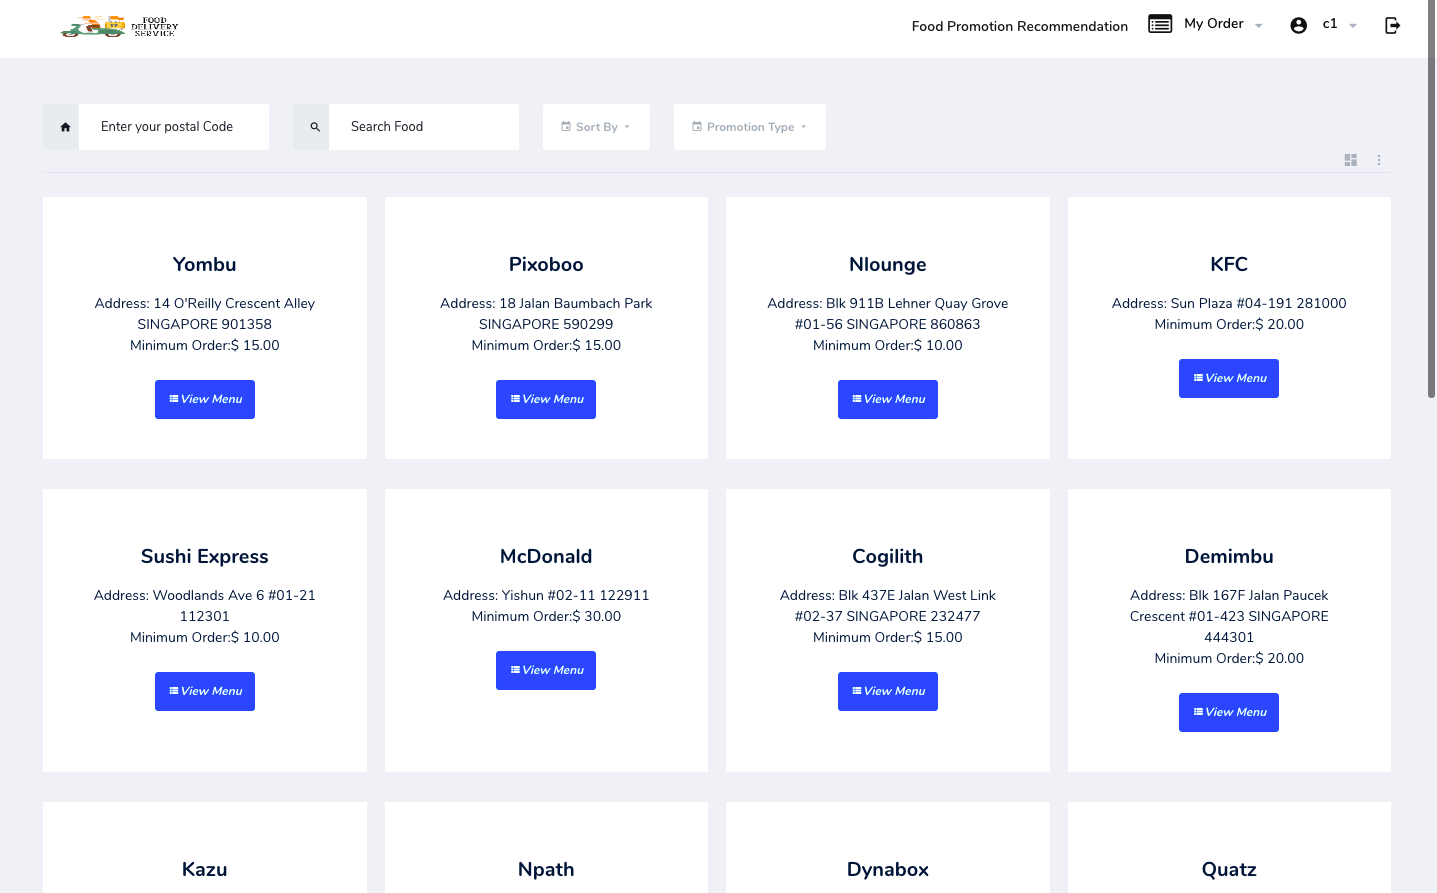 FOOD
DELIVERY
SERVICE
Food Promotion Recommendation
My Order
c1
Enter your postal Code
Search Food
Sort By
Promotion Type
Yombu
Address: 14 O'Reilly Crescent Alley
SINGAPORE 901358
Minimum Order:$ 15.00
View Menu
Pixoboo
Address: 18 Jalan Baumbach Park
SINGAPORE 590299
Minimum Order:$ 15.00
View Menu
Nlounge
Address: Blk 911B Lehner Quay Grove
#01-56 SINGAPORE 860863
Minimum Order:$ 10.00
View Menu
KFC
Address: Sun Plaza #04-191 281000
Minimum Order:$ 20.00
View Menu
Sushi Express
Address: Woodlands Ave 6 #01-21
112301
Minimum Order:$ 10.00
View Menu
McDonald
Address: Yishun #02-11 122911
Minimum Order:$ 30.00
View Menu
Cogilith
Address: Blk 437E Jalan West Link
#02-37 SINGAPORE 232477
Minimum Order:$ 15.00
View Menu
Demimbu
Address: Blk 167F Jalan Paucek
Crescent #01-423 SINGAPORE
444301
Minimum Order:$ 20.00
View Menu
Kazu
Npath
Dynabox
Quatz